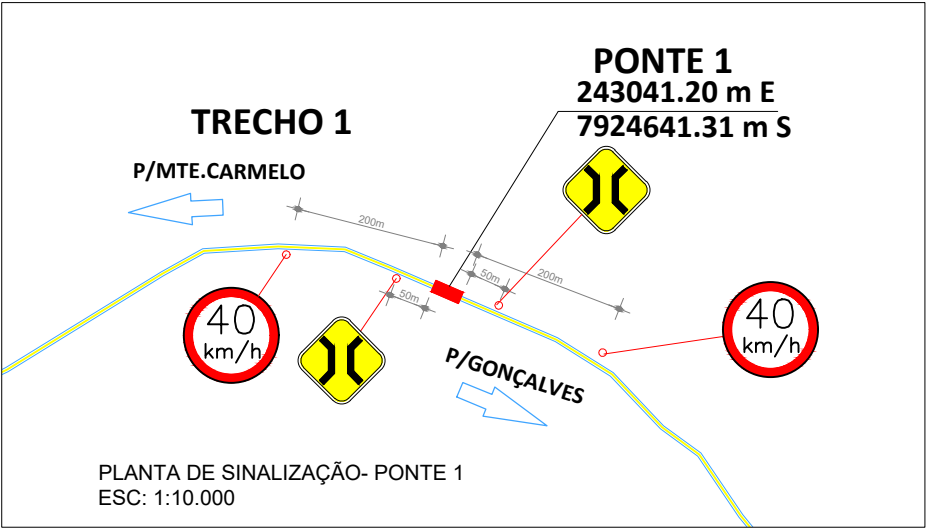 PONTE 1
243041.20 m E
7924641.31 m S
TRECHO 1
P/MTE.CARMELO
200m
50m
200m
50m
40
km/h
40
km/h
P/GONÇALVES
PLANTA DE SINALIZAÇÃO- PONTE 1
ESC: 1:10.000